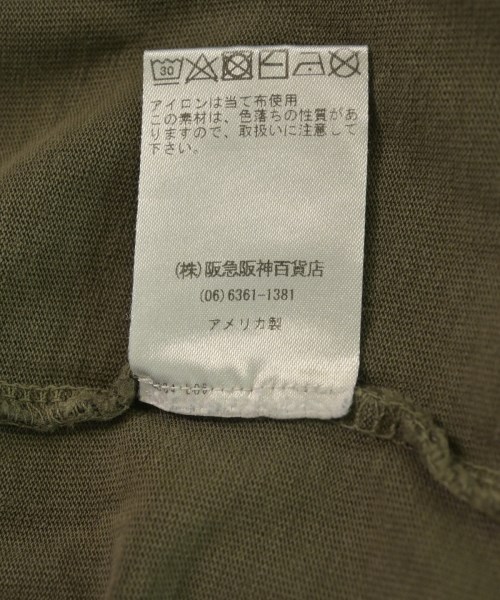 30
アイロンは当て布使用
この素材は、色落ちの性質があ
りますので、取扱いに注意して
下さい。
(株)阪急阪神百貨店
(06)6361-1381
アメリカ製